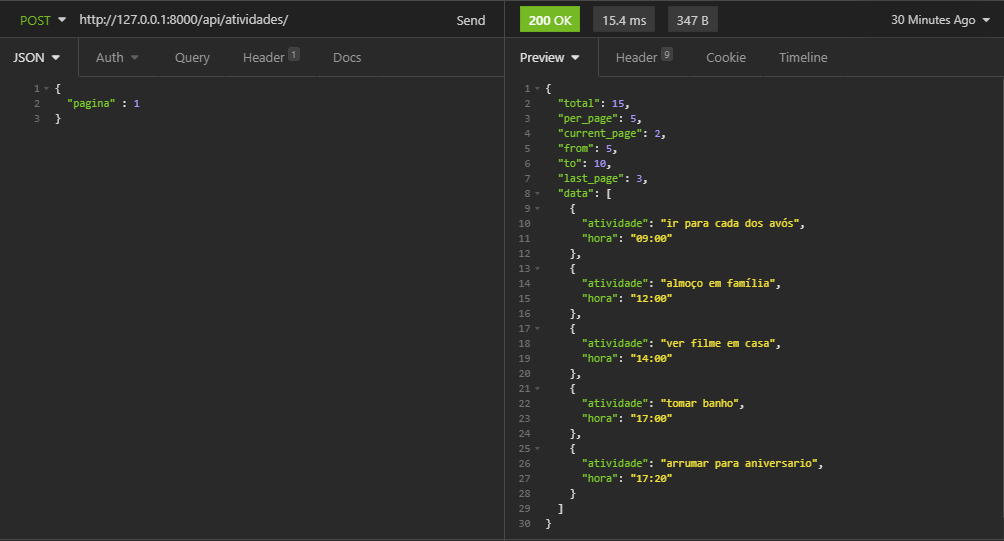 POST http://127.0.0.1:8000/api/atividades/ Send
200 OK 15.4 ms 347 B 30 Minutes Ago
JSON Auth Query Header 1 Docs
Preview Header 9 Cookie Timeline
1 {
2 "pagina" : 1
3 }
1 {
2 "total": 15,
3 "per_page": 5,
4 "current_page": 2,
5 "from": 5,
6 "to": 10,
7 "last_page": 3,
8 "data": [
9 {
10 "atividade": "ir para cada dos avós",
11 "hora": "09:00"
12 },
13 {
14 "atividade": "almoço em família",
15 "hora": "12:00"
16 },
17 {
18 "atividade": "ver filme em casa",
19 "hora": "14:00"
20 },
21 {
22 "atividade": "tomar banho",
23 "hora": "17:00"
24 },
25 {
26 "atividade": "arrumar para aniversario",
27 "hora": "17:20"
28 }
29 ]
30 }